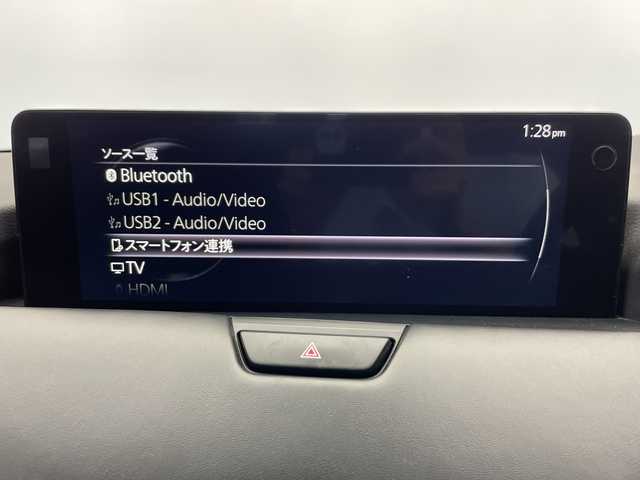 1:28pm
ソース一覧
Bluetooth
USB1 - Audio/Video
USB2 - Audio/Video
スマートフォン連携
TV
HDMI